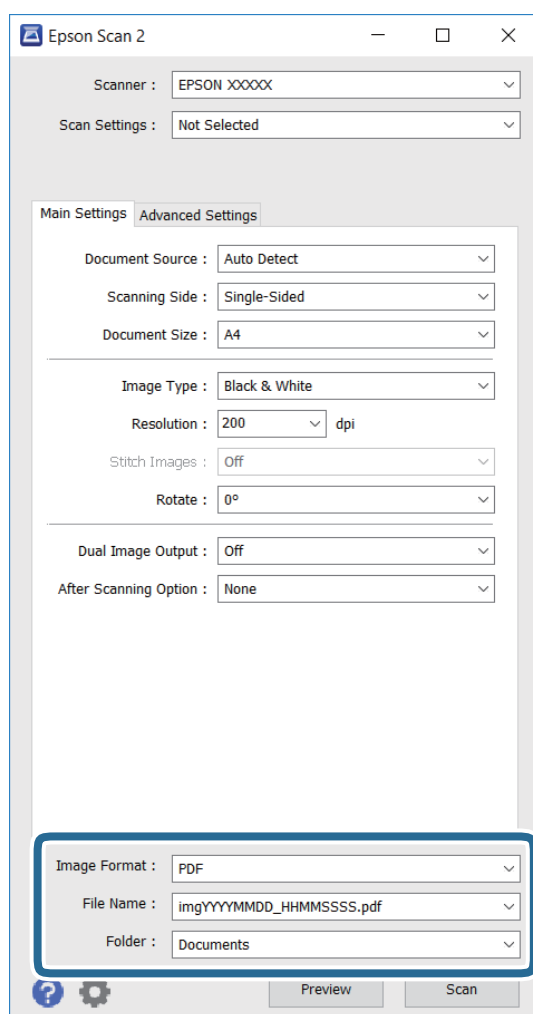 Epson Scan 2
Scanner : EPSON XXXXX
Scan Settings : Not Selected
Main Settings Advanced Settings
Document Source : Auto Detect
Scanning Side : Single-Sided
Document Size : A4
Image Type : Black & White
Resolution : 200 dpi
Stitch Images : Off
Rotate : 0º
Dual Image Output : Off
After Scanning Option : None
Image Format : PDF
File Name : imgYYYYMMDD_HHMMSSSS.pdf
Folder : Documents
? Preview Scan